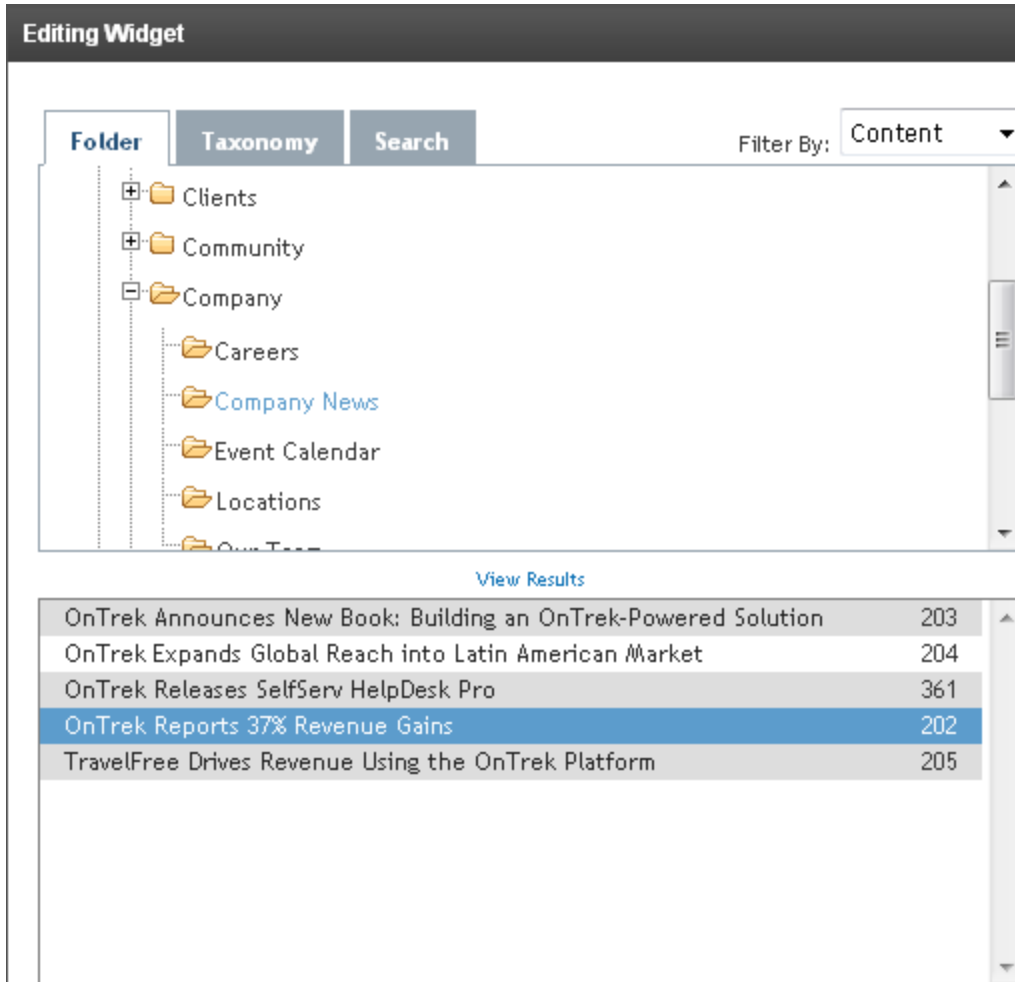 Editing Widget
Folder Taxonomy Search Filter By: Content
Clients
Community
Company
Careers
Company News
Event Calendar
Locations
Our Team
View Results
OnTrek Announces New Book: Building an OnTrek-Powered Solution 203
OnTrek Expands Global Reach into Latin American Market 204
OnTrek Releases SelfServ HelpDesk Pro 361
OnTrek Reports 37% Revenue Gains 202
TravelFree Drives Revenue Using the OnTrek Platform 205